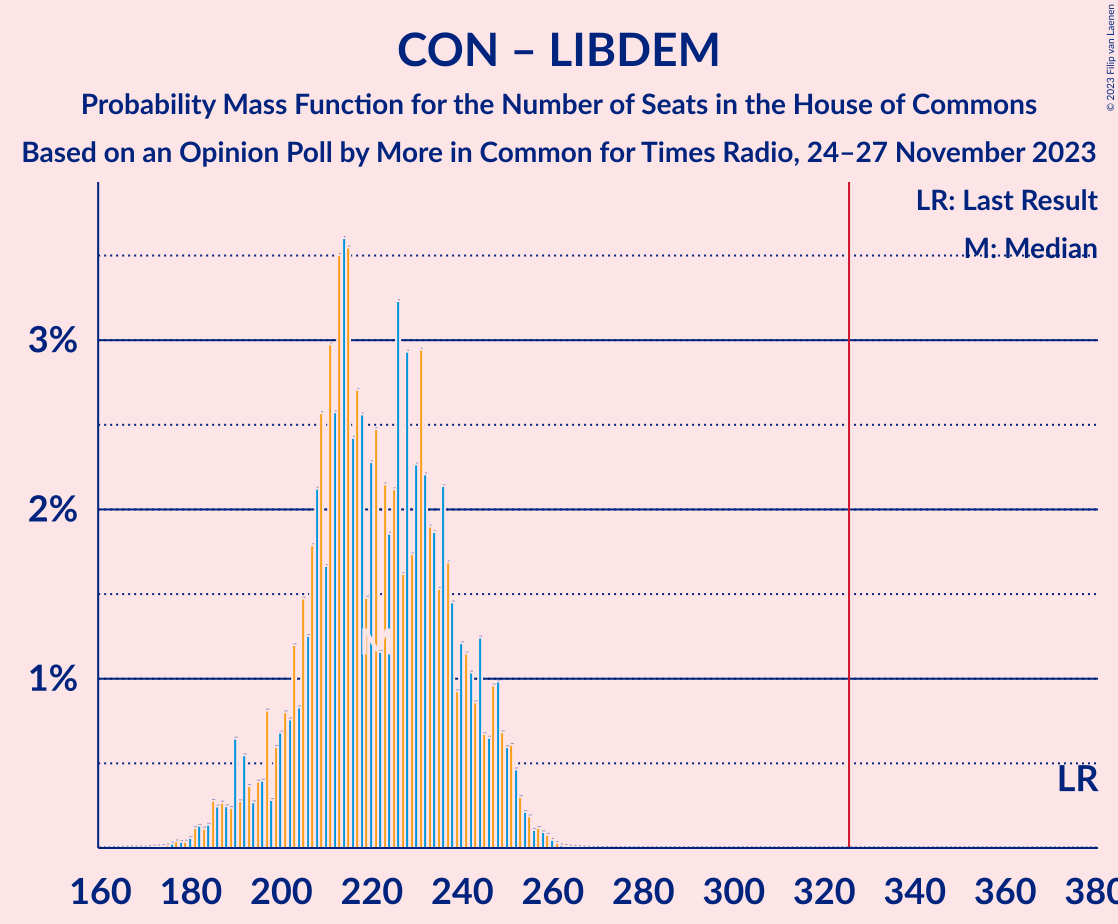 CON – LIBDEM
Probability Mass Function for the Number of Seats in the House of Commons
Based on an Opinion Poll by More in Common for Times Radio, 24–27 November 2023
© 2023 Filip van Laenen
LR: Last Result
M: Median
3%
2%
1%
M
LR
160 180 200 220 240 260 280 300 320 340 360 380